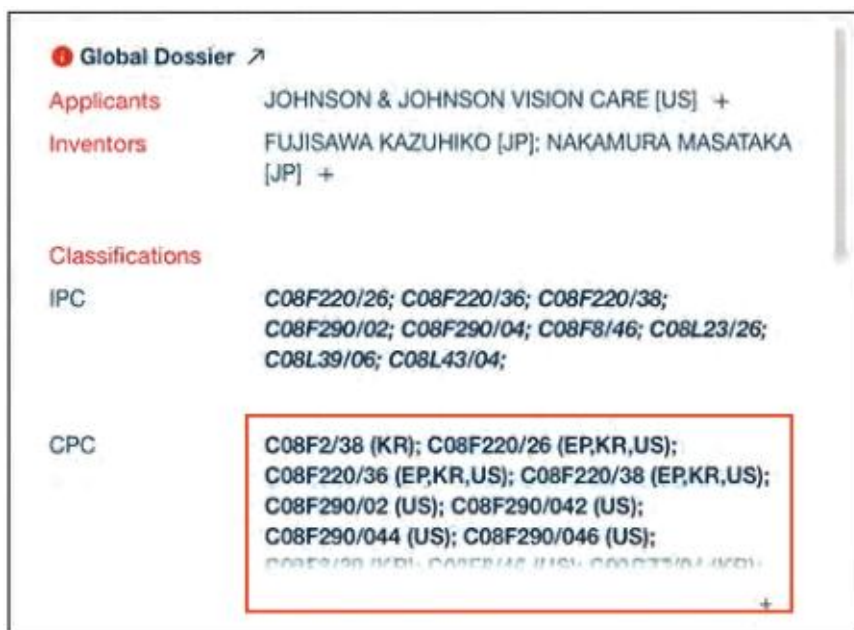 Global Dossier ↗
Applicants JOHNSON & JOHNSON VISION CARE [US] +
Inventors FUJISAWA KAZUHIKO [JP]; NAKAMURA MASATAKA
[JP] +
Classifications
IPC C08F220/26; C08F220/36; C08F220/38;
C08F290/02; C08F290/04; C08F8/46; C08L23/26;
C08L39/06; C08L43/04;
CPC C08F2/38 (KR); C08F220/26 (EP,KR,US);
C08F220/36 (EP,KR,US); C08F220/38 (EP,KR,US);
C08F290/02 (US); C08F290/042 (US);
C08F290/044 (US); C08F290/046 (US);
+